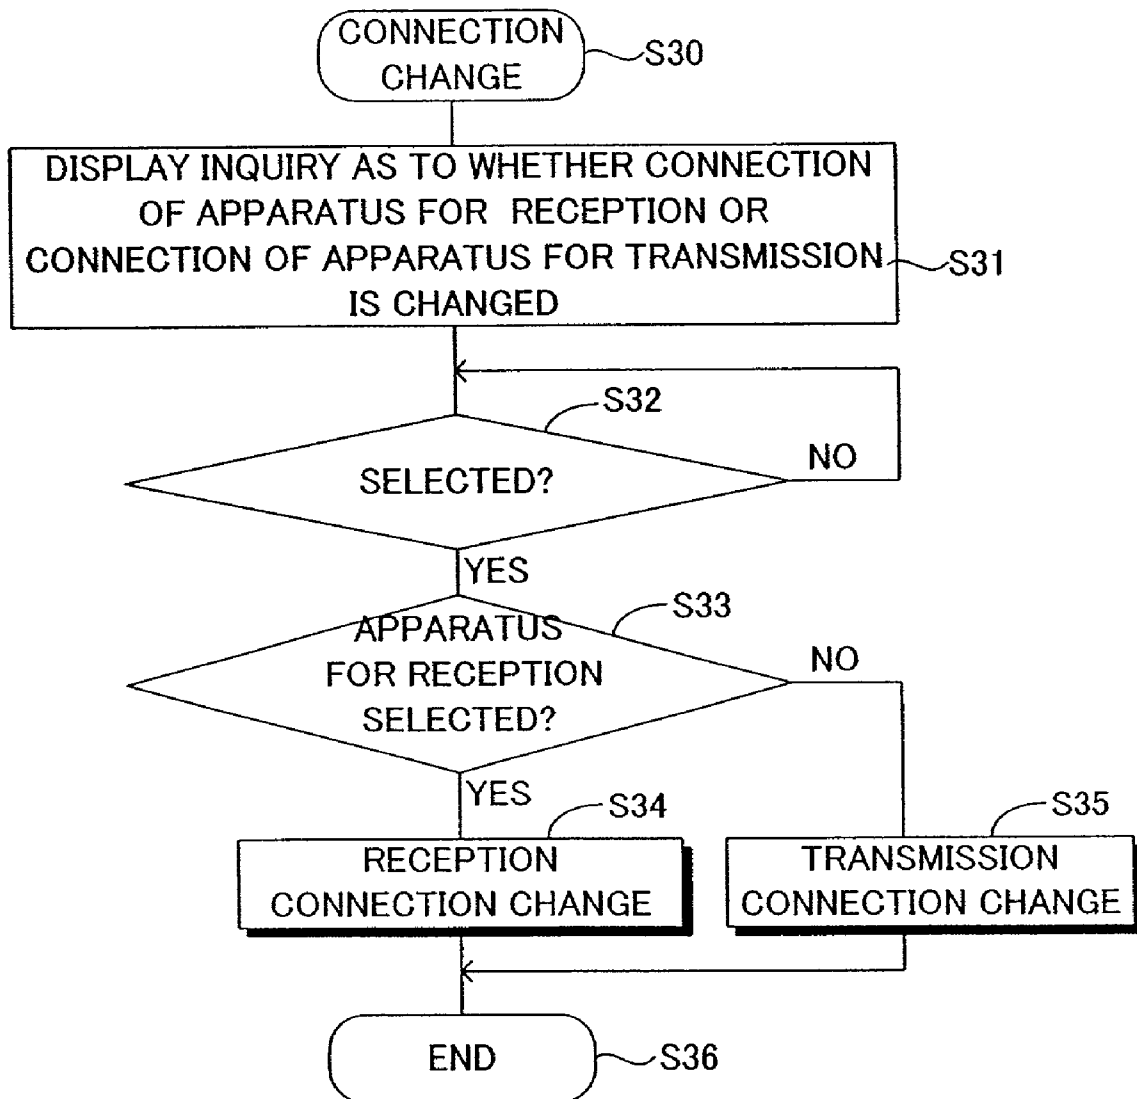 CONNECTION
CHANGE
S30
DISPLAY INQUIRY AS TO WHETHER CONNECTION
OF APPARATUS FOR RECEPTION OR
CONNECTION OF APPARATUS FOR TRANSMISSION
IS CHANGED
S31
S32
SELECTED?
NO
YES
S33
APPARATUS
FOR RECEPTION
SELECTED?
NO
YES
S34
RECEPTION
CONNECTION CHANGE
S35
TRANSMISSION
CONNECTION CHANGE
END
S36